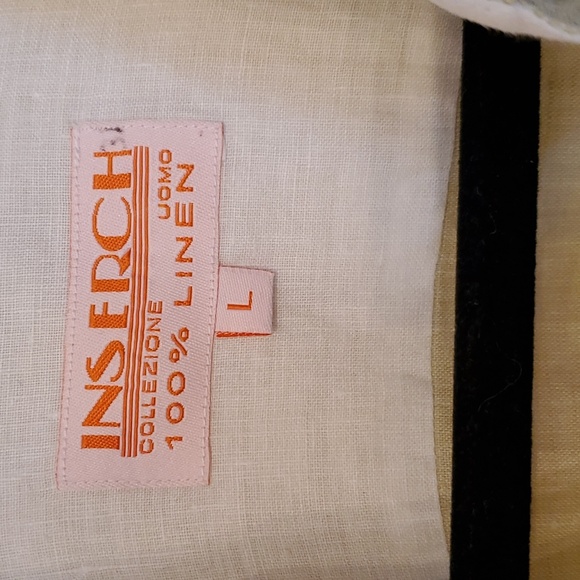 INSERCH
COLLEZIONE UOMO
100% LINEN
L